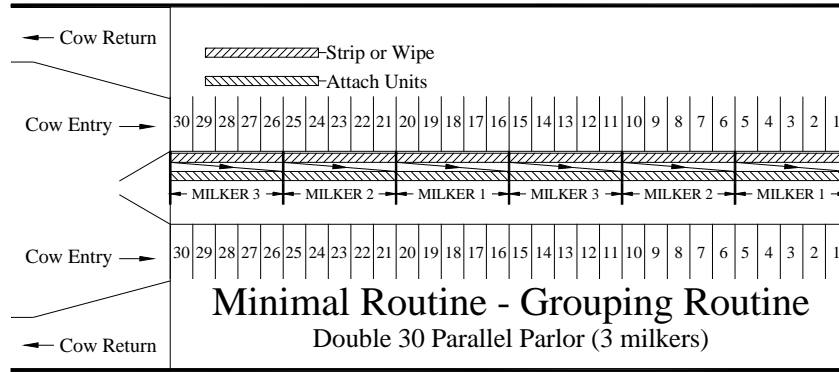 Cow Return
Strip or Wipe
Attach Units
Cow Entry
30 29 28 27 26 25 24 23 22 21 20 19 18 17 16 15 14 13 12 11 10 9 8 7 6 5 4 3 2 1
MILKER 3 MILKER 2 MILKER 1 MILKER 3 MILKER 2 MILKER 1
Cow Entry
30 29 28 27 26 25 24 23 22 21 20 19 18 17 16 15 14 13 12 11 10 9 8 7 6 5 4 3 2 1
Minimal Routine - Grouping Routine
Double 30 Parallel Parlor (3 milkers)
Cow Return